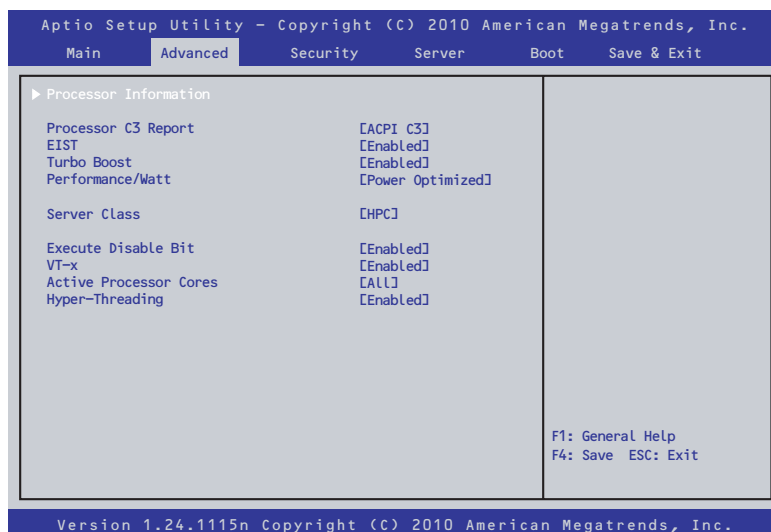 Aptio Setup Utility – Copyright (C) 2010 American Megatrends, Inc.
Main Advanced Security Server Boot Save & Exit
Processor Information
Processor C3 Report [ACPI C3]
EIST [Enabled]
Turbo Boost [Enabled]
Performance/Watt [Power Optimized]
Server Class [HPC]
Execute Disable Bit [Enabled]
VT-x [Enabled]
Active Processor Cores [All]
Hyper-Threading [Enabled]
F1: General Help
F4: Save ESC: Exit
Version 1.24.1115n Copyright (C) 2010 American Megatrends, Inc.